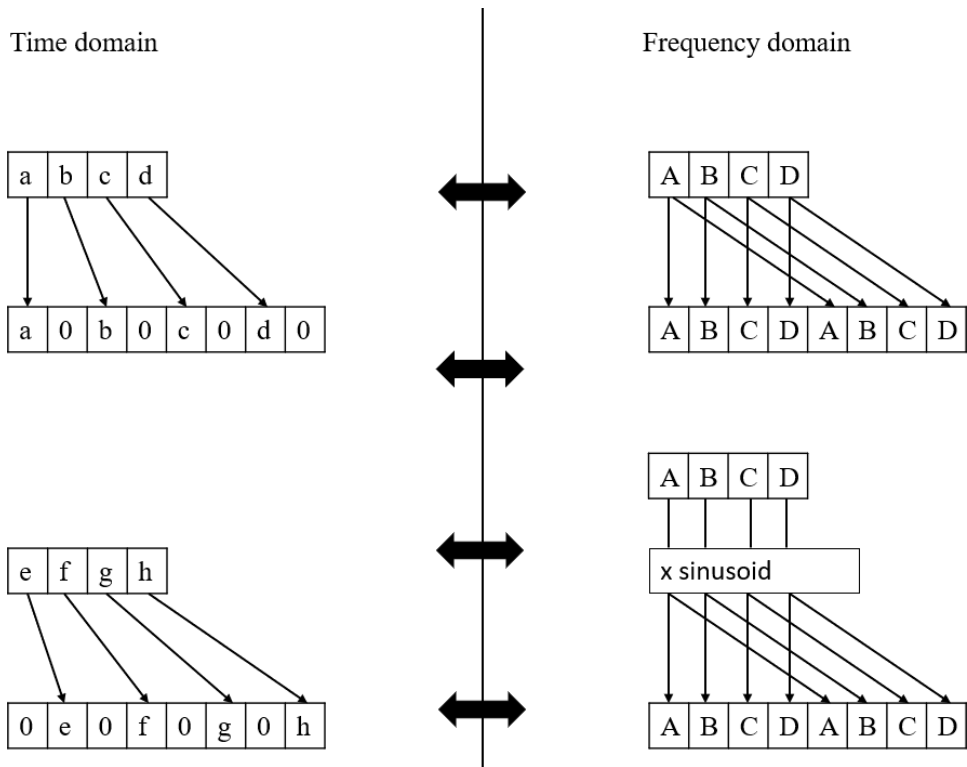 Time domain
Frequency domain
a b c d
A B C D
a 0 b 0 c 0 d 0
A B C D A B C D
A B C D
e f g h
x sinusoid
0 e 0 f 0 g 0 h
A B C D A B C D